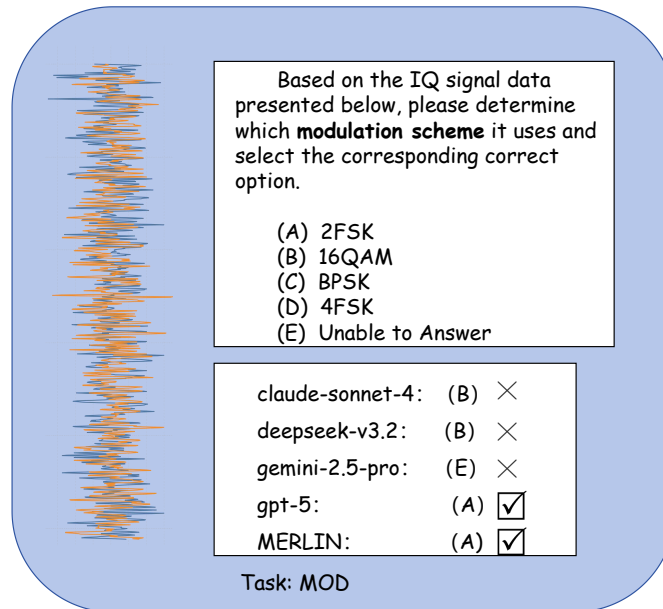 Based on the IQ signal data
presented below, please determine
which modulation scheme it uses and
select the corresponding correct
option.
(A) 2FSK
(B) 16QAM
(C) BPSK
(D) 4FSK
(E) Unable to Answer
claude-sonnet-4: (B) ×
deepseek-v3.2: (B) ×
gemini-2.5-pro: (E) ×
gpt-5: (A) ☑
MERLIN: (A) ☑
Task: MOD